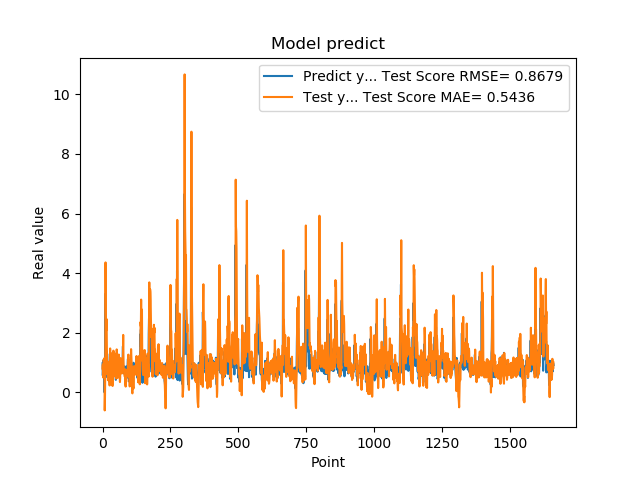 Model predict
Predict y... Test Score RMSE= 0.8679
Test y... Test Score MAE= 0.5436
Real value
10
8
6
4
2
0
0 250 500 750 1000 1250 1500
Point